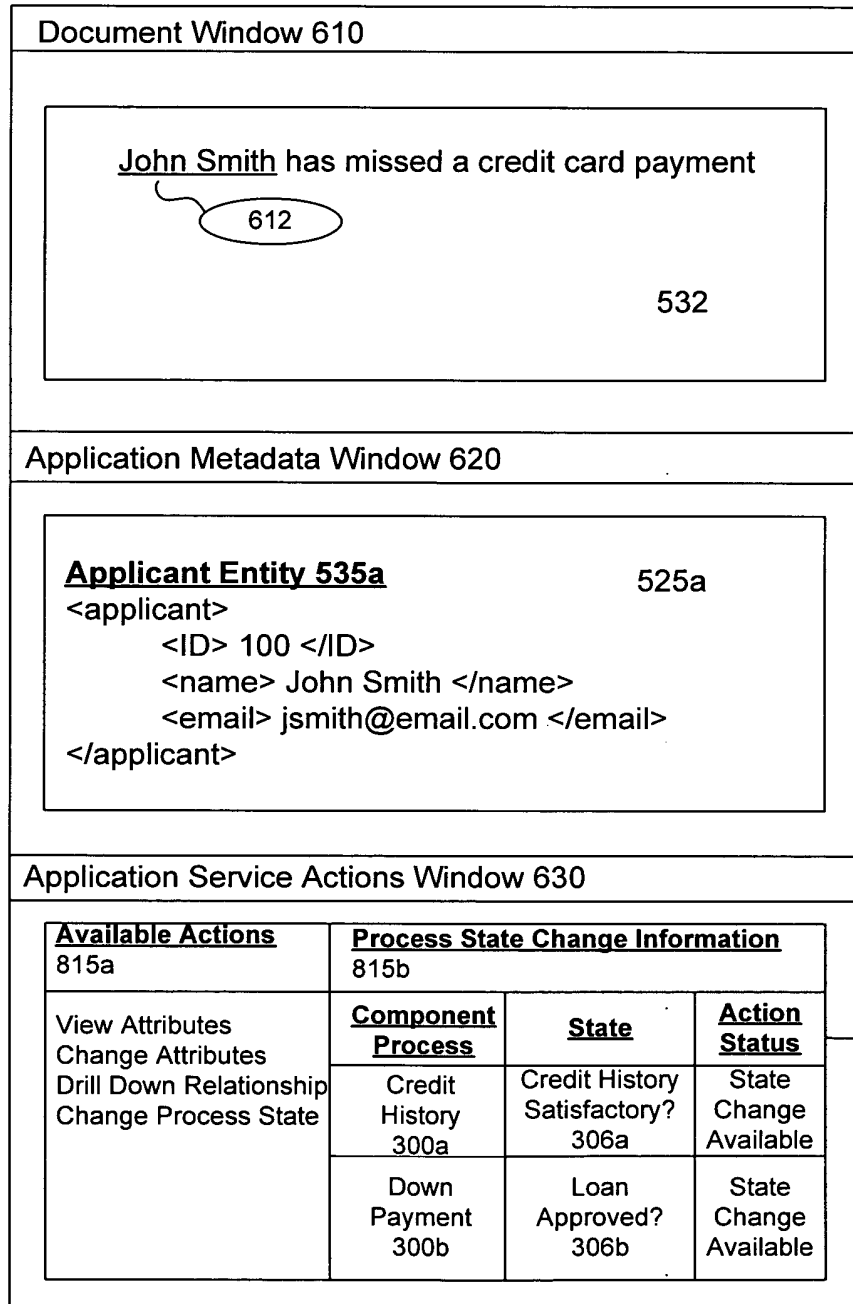 Document Window 610
John Smith has missed a credit card payment
612
532
Application Metadata Window 620
Applicant Entity 535a
525a
<applicant>
<ID> 100 </ID>
<name> John Smith </name>
<email> jsmith@email.com </email>
</applicant>
Application Service Actions Window 630
Available Actions
815a
View Attributes
Change Attributes
Drill Down Relationship
Change Process State
Process State Change Information
815b
Component
Process
State
Action
Status
Credit
History
300a
Credit History
Satisfactory?
306a
State
Change
Available
Down
Payment
300b
Loan
Approved?
306b
State
Change
Available